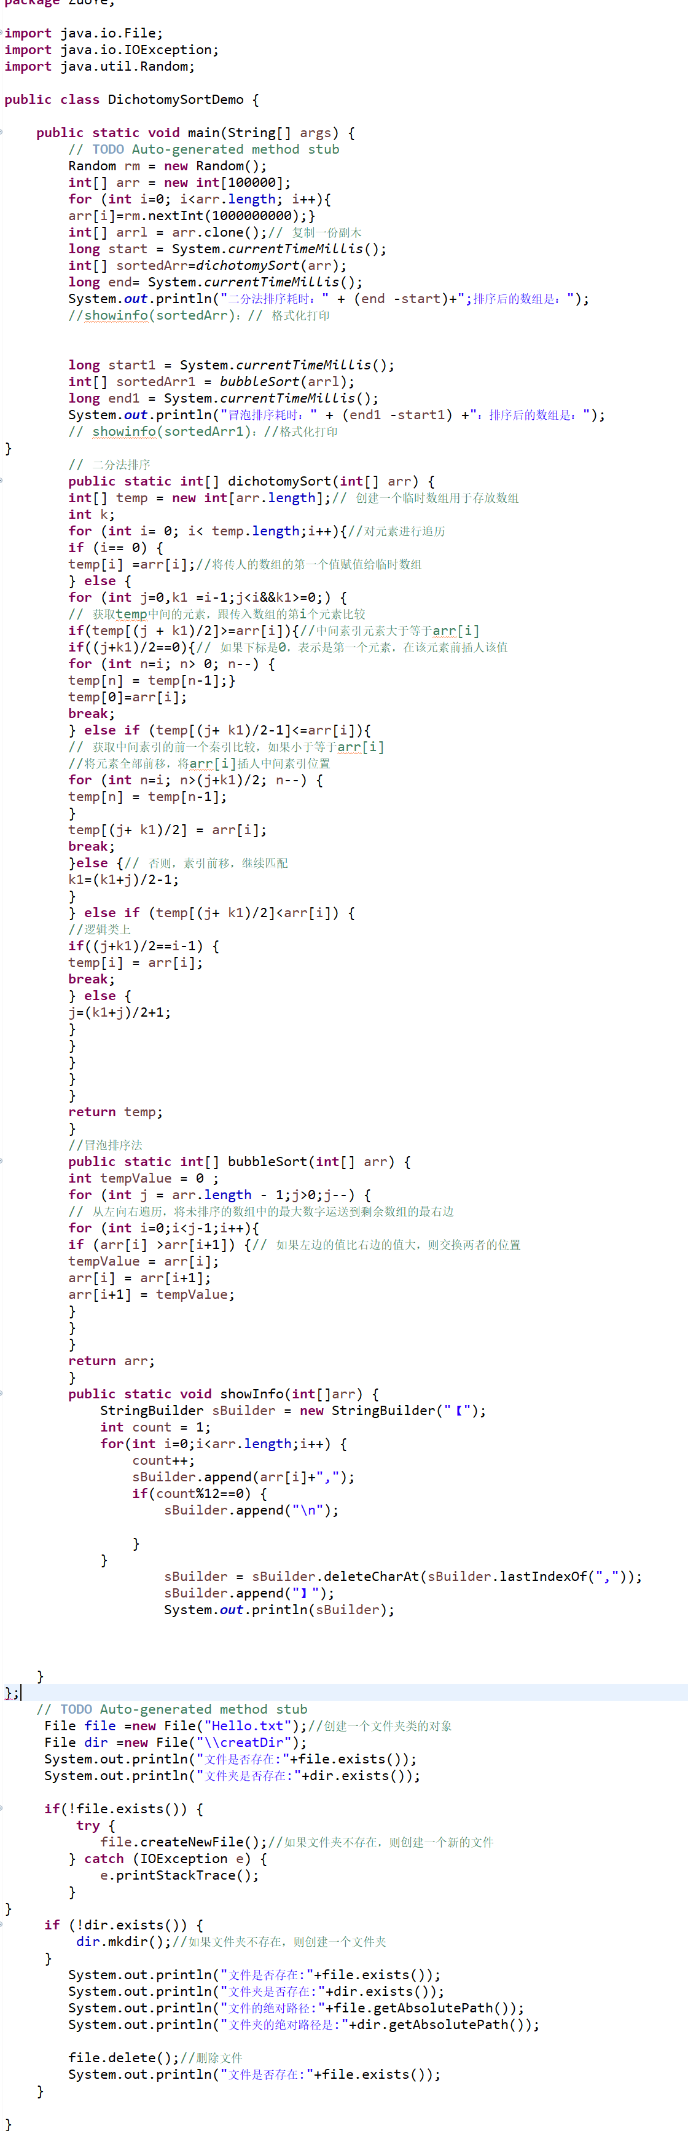 package ZuoYe;
import java.io.File;
import java.io.IOException;
import java.util.Random;
public class DichotomySortDemo {
public static void main(String[] args) {
// TODO Auto-generated method stub
Random rm = new Random();
int[] arr = new int[100000];
for (int i=0; i<arr.length; i++){
arr[i]=rm.nextInt(1000000000);}
int[] arrl = arr.clone();// 复制一份副木
long start = System.currentTimeMillis();
int[] sortedArr=dichotomySort(arr);
long end= System.currentTimeMillis();
System.out.println("二分法排序耗时：" + (end -start)+";排序后的数组是：");
//showinfo(sortedArr)；// 格式化打印
long start1 = System.currentTimeMillis();
int[] sortedArr1 = bubbleSort(arrl);
long end1 = System.currentTimeMillis();
System.out.println("冒泡排序耗时：" + (end1 -start1) +"：排序后的数组是：");
// showinfo(sortedArr1)；//格式化打印
}
// 二分法排序
public static int[] dichotomySort(int[] arr) {
int[] temp = new int[arr.length];// 创建一个临时数组用于存放数组
int k;
for (int i= 0; i< temp.length;i++){//对元素进行追历
if (i== 0) {
temp[i] =arr[i];//将传人的数组的第一个值赋值给临时数组
} else {
for (int j=0,k1 =i-1;j<i&&k1>=0;) {
// 获取temp中间的元素，跟传入数组的第i个元素比较
if(temp[(j + k1)/2]>=arr[i]){//中间素引元素大于等于arr[i]
if((j+k1)/2==0){// 如果下标是0，表示是第一个元素，在该元素前插人该值
for (int n=i; n> 0; n--) {
temp[n] = temp[n-1];}
temp[0]=arr[i];
break;
} else if (temp[(j+ k1)/2-1]<=arr[i]){
// 获取中间素引的前一个秦引比较，如果小于等于arr[i]
//将元素全部前移，将arr[i]插人中间素引位置
for (int n=i; n>(j+k1)/2; n--) {
temp[n] = temp[n-1];
}
temp[(j+ k1)/2] = arr[i];
break;
}else {// 否则，素引前移，继续匹配
k1=(k1+j)/2-1;
}
} else if (temp[(j+ k1)/2]<arr[i]) {
//逻辑类上
if((j+k1)/2==i-1) {
temp[i] = arr[i];
break;
} else {
j=(k1+j)/2+1;
}
}
}
}
}
return temp;
}
//冒泡排序法
public static int[] bubbleSort(int[] arr) {
int tempValue = 0 ;
for (int j = arr.length - 1;j>0;j--) {
// 从左向右遍历，将未排序的数组中的最大数字运送到剩余数组的最右边
for (int i=0;i<j-1;i++){
if (arr[i] >arr[i+1]) {// 如果左边的值比右边的值大，则交换两者的位置
tempValue = arr[i];
arr[i] = arr[i+1];
arr[i+1] = tempValue;
}
}
}
return arr;
}
public static void showInfo(int[]arr) {
StringBuilder sBuilder = new StringBuilder("【");
int count = 1;
for(int i=0;i<arr.length;i++) {
count++;
sBuilder.append(arr[i]+",");
if(count%12==0) {
sBuilder.append("\n");
}
}
sBuilder = sBuilder.deleteCharAt(sBuilder.lastIndexOf(","));
sBuilder.append("】");
System.out.println(sBuilder);
}
};
// TODO Auto-generated method stub
File file =new File("Hello.txt");//创建一个文件夹类的对象
File dir =new File("\\creatDir");
System.out.println("文件是否存在:"+file.exists());
System.out.println("文件夹是否存在:"+dir.exists());
if(!file.exists()) {
try {
file.createNewFile();//如果文件夹不存在，则创建一个新的文件
} catch (IOException e) {
e.printStackTrace();
}
}
if (!dir.exists()) {
dir.mkdir();//如果文件夹不存在，则创建一个文件夹
}
System.out.println("文件是否存在:"+file.exists());
System.out.println("文件夹是否存在:"+dir.exists());
System.out.println("文件的绝对路径:"+file.getAbsolutePath());
System.out.println("文件夹的绝对路径是:"+dir.getAbsolutePath());
file.delete();//删除文件
System.out.println("文件是否存在:"+file.exists());
}
}